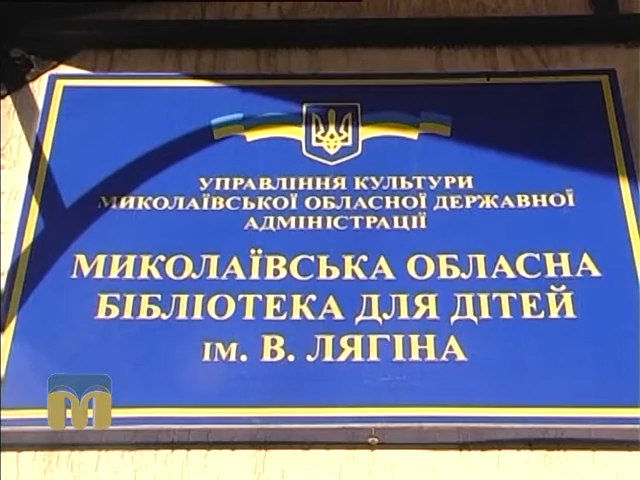 УПРАВЛІННЯ КУЛЬТУРИ
МИКОЛАЇВСЬКОЇ ОБЛАСНОЇ ДЕРЖАВНОЇ
АДМІНІСТРАЦІЇ
МИКОЛАЇВСЬКА ОБЛАСНА
БІБЛІОТЕКА ДЛЯ ДІТЕЙ
ІМ. В. ЛЯГІНА